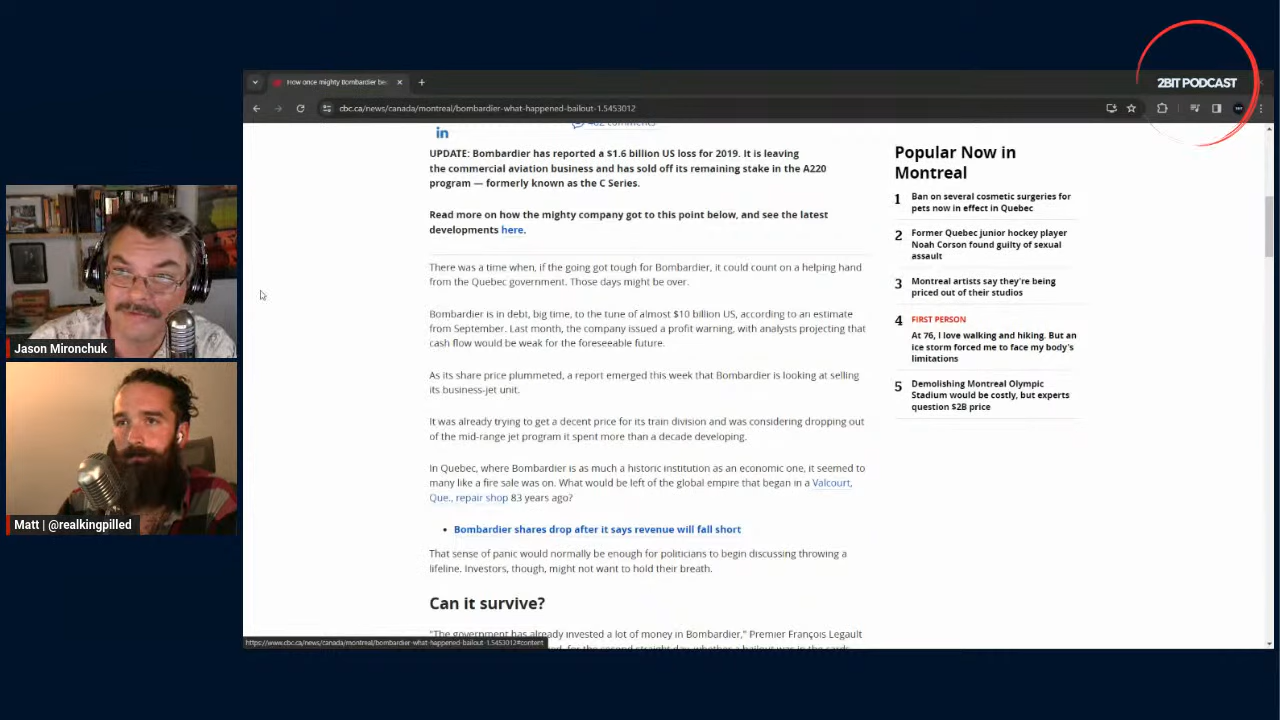 2BIT PODCAST
How once mighty Bombardier be
cbc.ca/news/canada/montreal/bombardier-what-happened-bailout-1.5453012
in
comments
UPDATE: Bombardier has reported a $1.6 billion US loss for 2019. It is leaving
the commercial aviation business and has sold off its remaining stake in the A220
program — formerly known as the C Series.
Read more on how the mighty company got to this point below, and see the latest
developments here.
There was a time when, if the going got tough for Bombardier, it could count on a helping hand
from the Quebec government. Those days might be over.
Bombardier is in debt, big time, to the tune of almost $10 billion US, according to an estimate
from September. Last month, the company issued a profit warning, with analysts projecting that
cash flow would be weak for the foreseeable future.
As its share price plummeted, a report emerged this week that Bombardier is looking at selling
its business-jet unit.
It was already trying to get a decent price for its train division and was considering dropping out
of the mid-range jet program it spent more than a decade developing.
In Quebec, where Bombardier is as much a historic institution as an economic one, it seemed to
many like a fire sale was on. What would be left of the global empire that began in a Valcourt,
Que., repair shop 83 years ago?
• Bombardier shares drop after it says revenue will fall short
That sense of panic would normally be enough for politicians to begin discussing throwing a
lifeline. Investors, though, might not want to hold their breath.
Can it survive?
"The government has already invested a lot of money in Bombardier," Premier François Legault
for the second straight day, whether a bailout was in the cards
Popular Now in
Montreal
1 Ban on several cosmetic surgeries for
pets now in effect in Quebec
2 Former Quebec junior hockey player
Noah Corson found guilty of sexual
assault
3 Montreal artists say they're being
priced out of their studios
4 FIRST PERSON
At 76, I love walking and hiking. But an
ice storm forced me to face my body's
limitations
5 Demolishing Montreal Olympic
Stadium would be costly, but experts
question $2B price
https://www.cbc.ca/news/canada/montreal/bombardier-what-happened-bailout-1.5453012#content
Jason Mironchuk
Matt | @realkingpilled